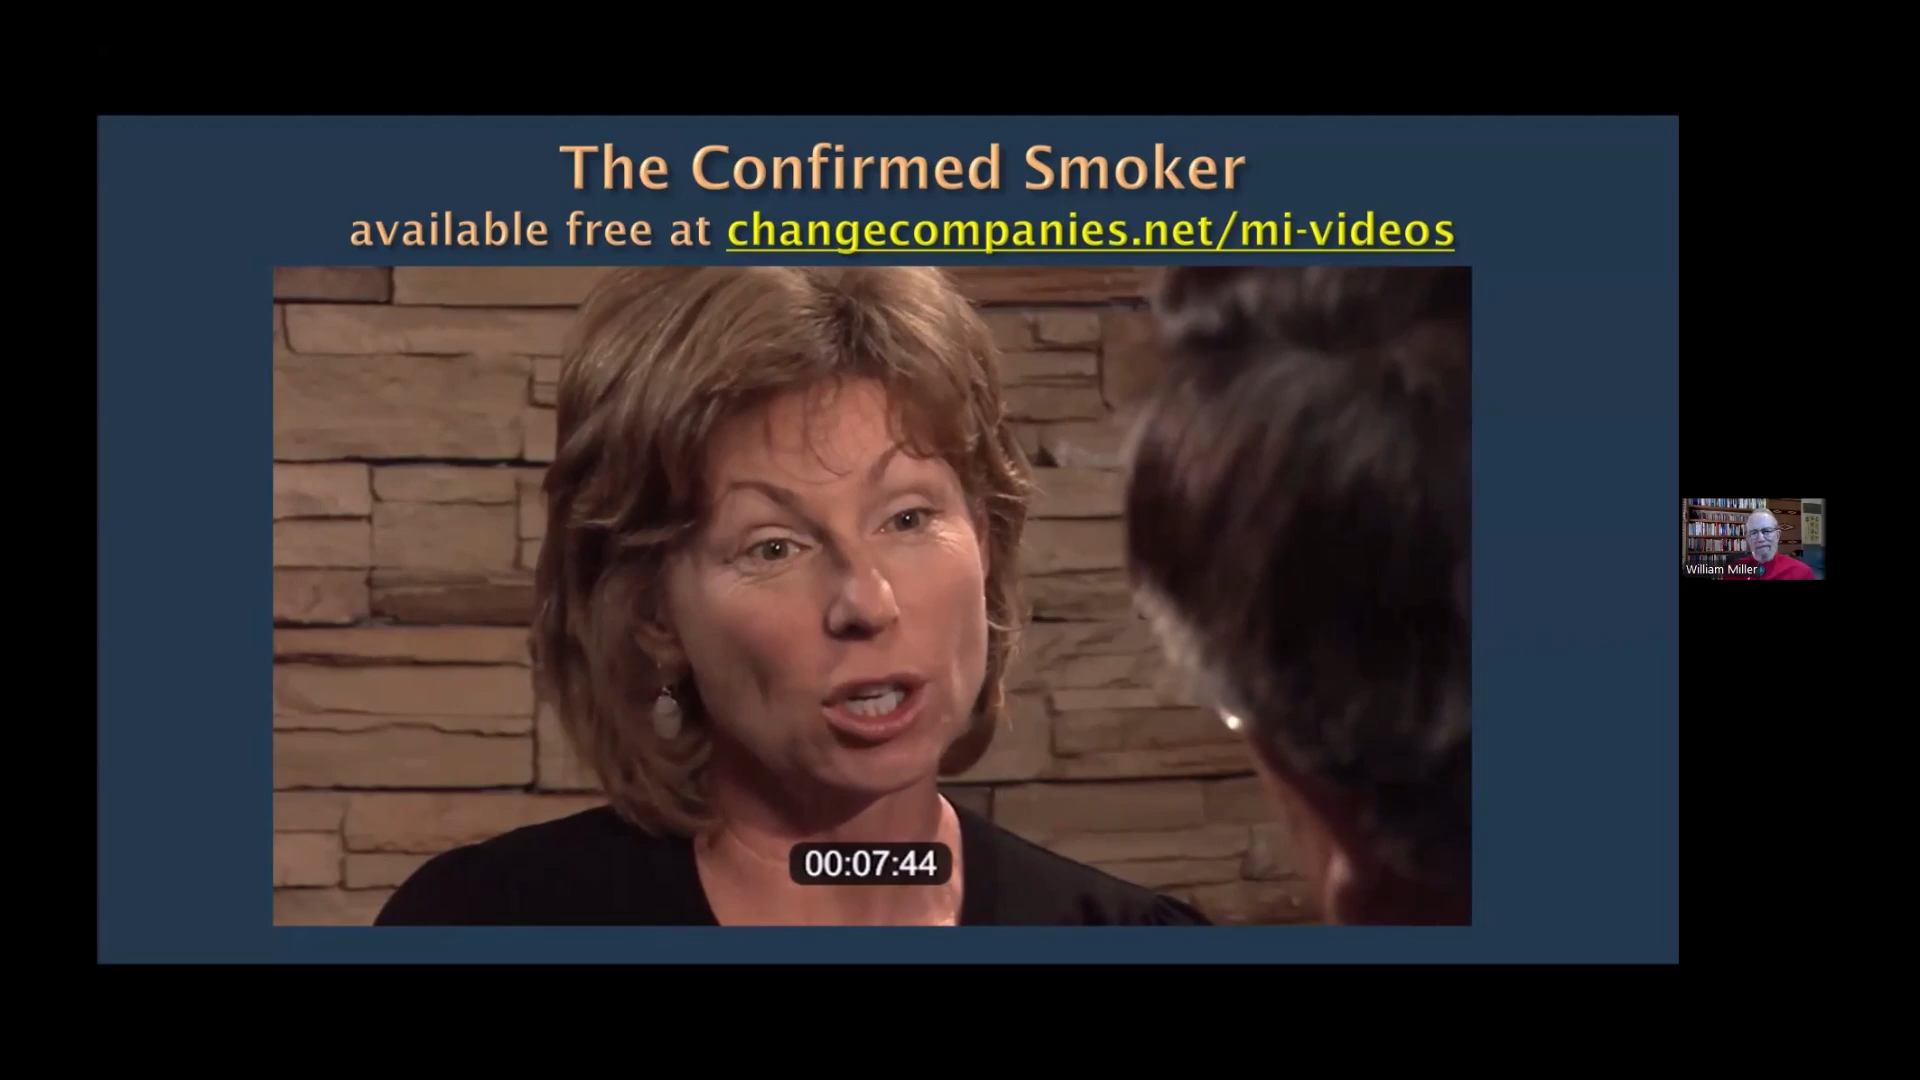 The Confirmed Smoker
available free at changecompanies.net/mi-videos
00:07:44
William Miller